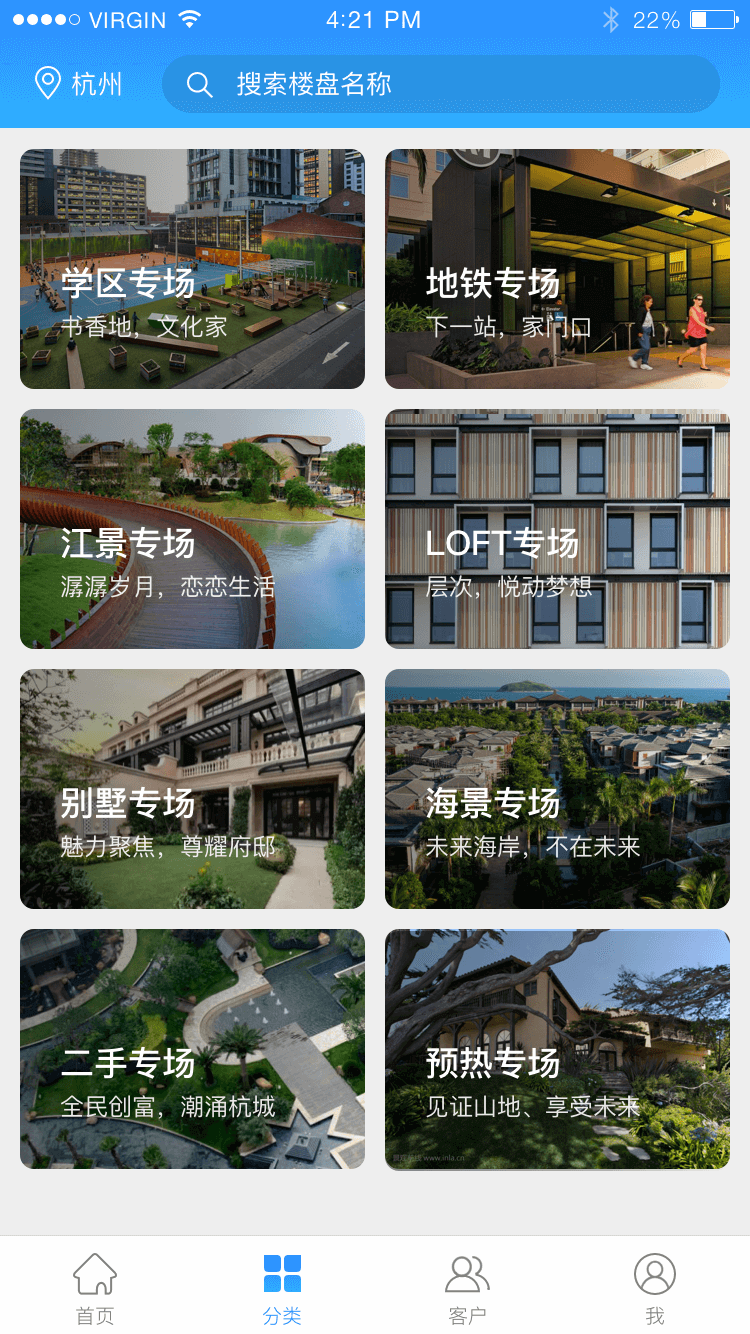 VIRGIN
4:21 PM
22%
杭州
搜索楼盘名称
学区专场
书香地，文化家
地铁专场
下一站，家门口
江景专场
潺潺岁月，恋恋生活
LOFT专场
层次，悦动梦想
别墅专场
魅力聚焦，尊耀府邸
海景专场
未来海岸，不在未来
二手专场
全民创富，潮涌杭城
预热专场
见证山地、享受未来
www.inla.cn
首页
分类
客户
我